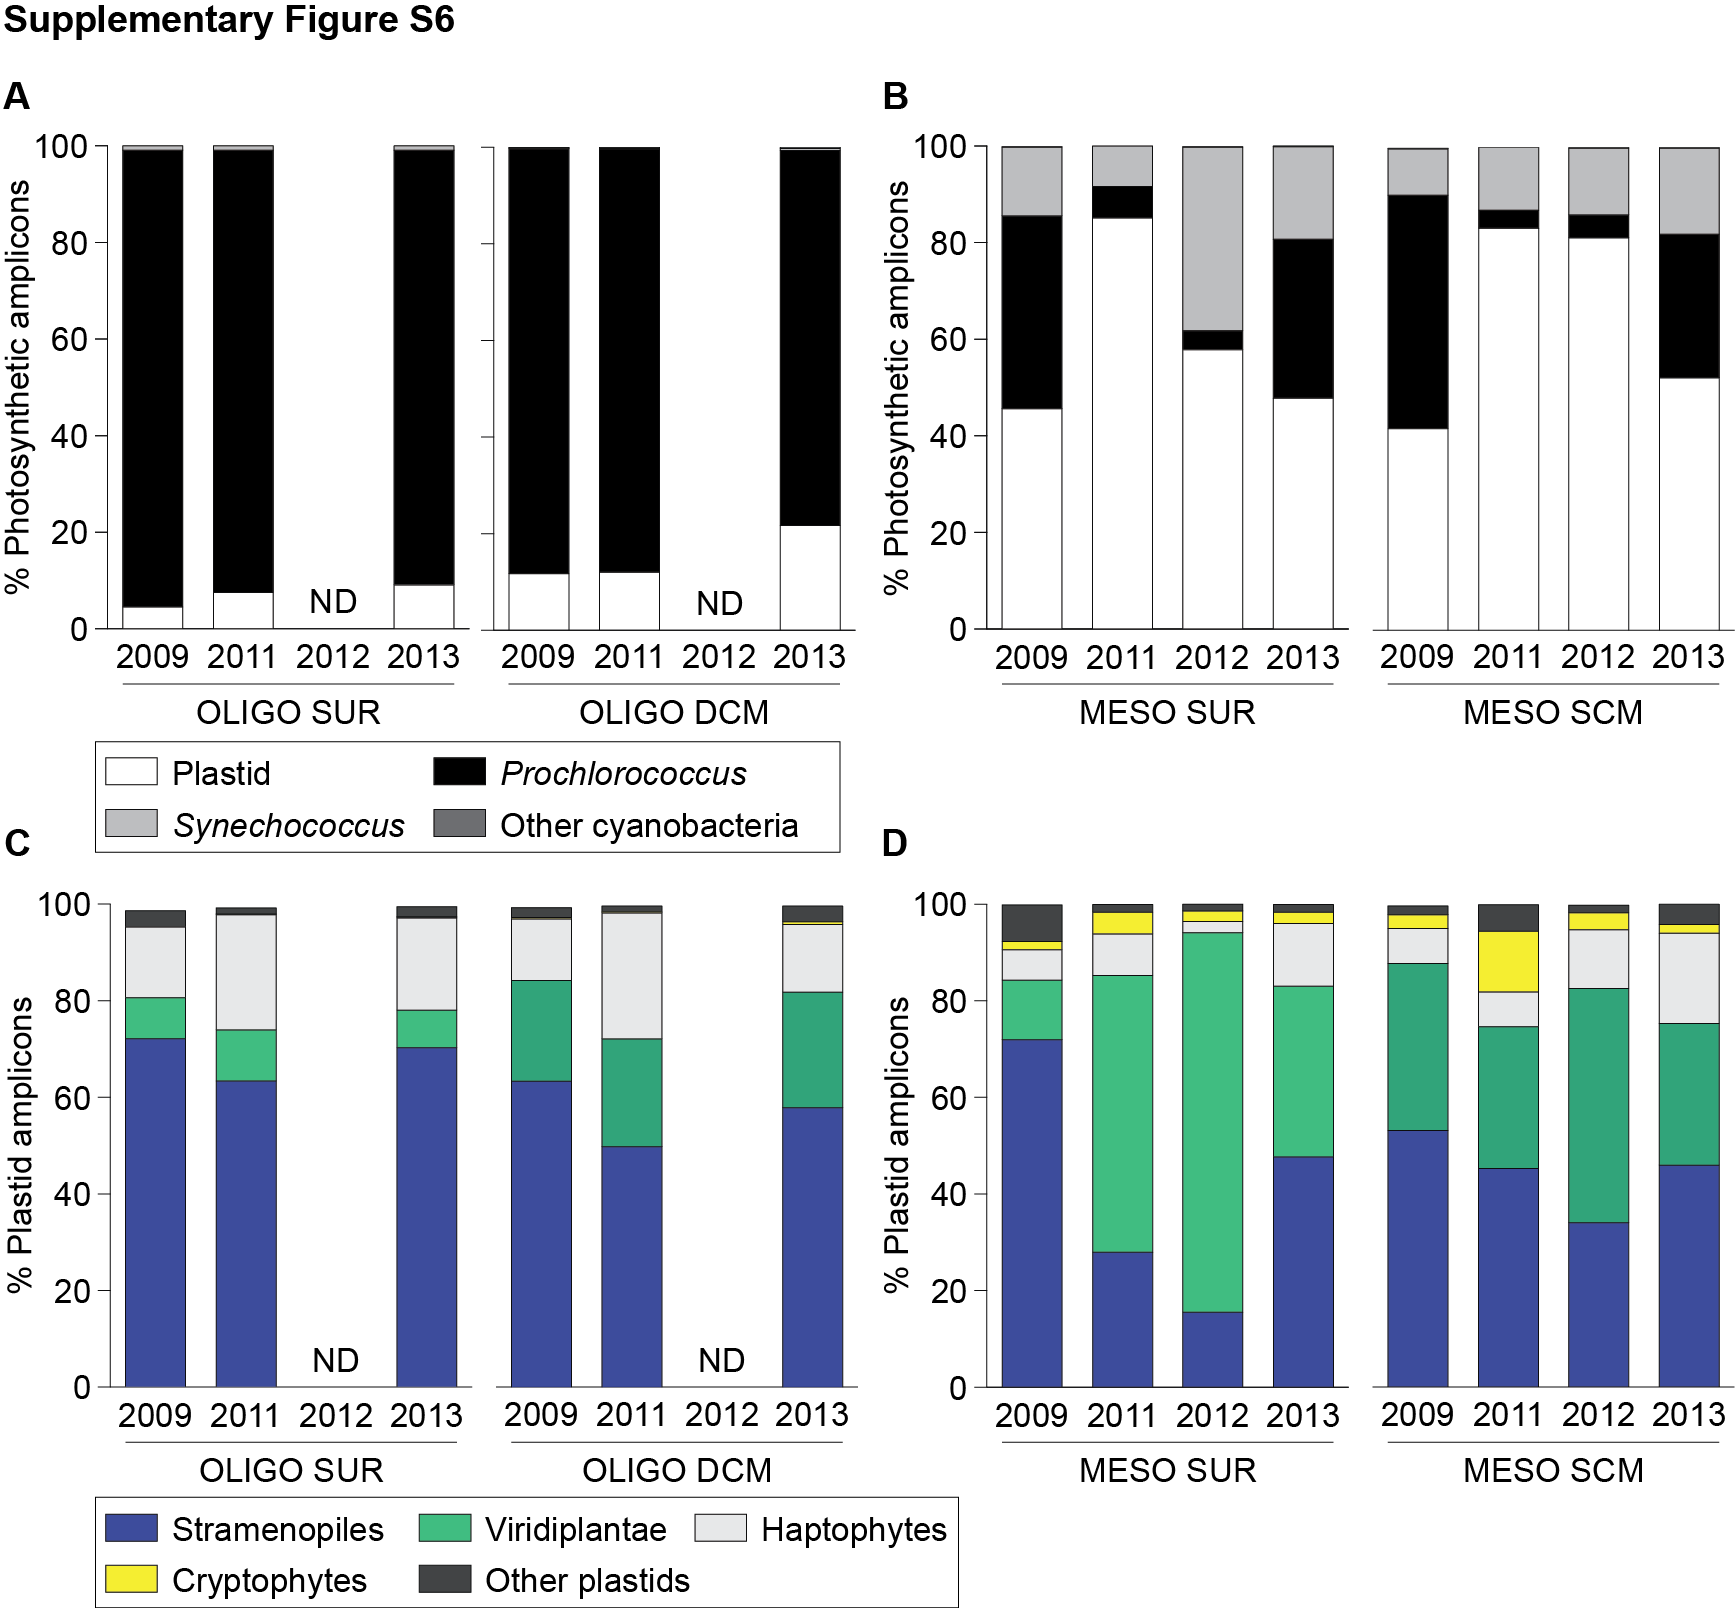 Supplementary Figure S6
A
% Photosynthetic amplicons
100
80
60
40
20
0
ND
ND
2009 2011 2012 2013
2009 2011 2012 2013
OLIGO SUR
OLIGO DCM
Plastid
Prochlorococcus
Synechococcus
Other cyanobacteria
B
% Photosynthetic amplicons
100
80
60
40
20
0
2009 2011 2012 2013
2009 2011 2012 2013
MESO SUR
MESO SCM
C
% Plastid amplicons
100
80
60
40
20
0
ND
ND
2009 2011 2012 2013
2009 2011 2012 2013
OLIGO SUR
OLIGO DCM
D
% Plastid amplicons
100
80
60
40
20
0
2009 2011 2012 2013
2009 2011 2012 2013
MESO SUR
MESO SCM
Stramenopiles
Viridiplantae
Haptophytes
Cryptophytes
Other plastids